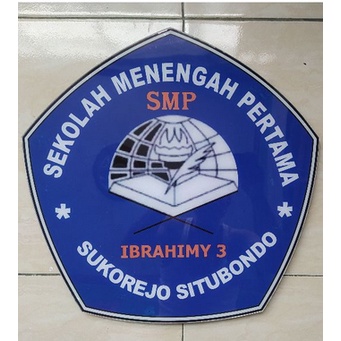 SEKOLAH MENENGAH PERTAMA
SMP
IBRAHIMY 3
* SUKOREJO SITUBONDO *